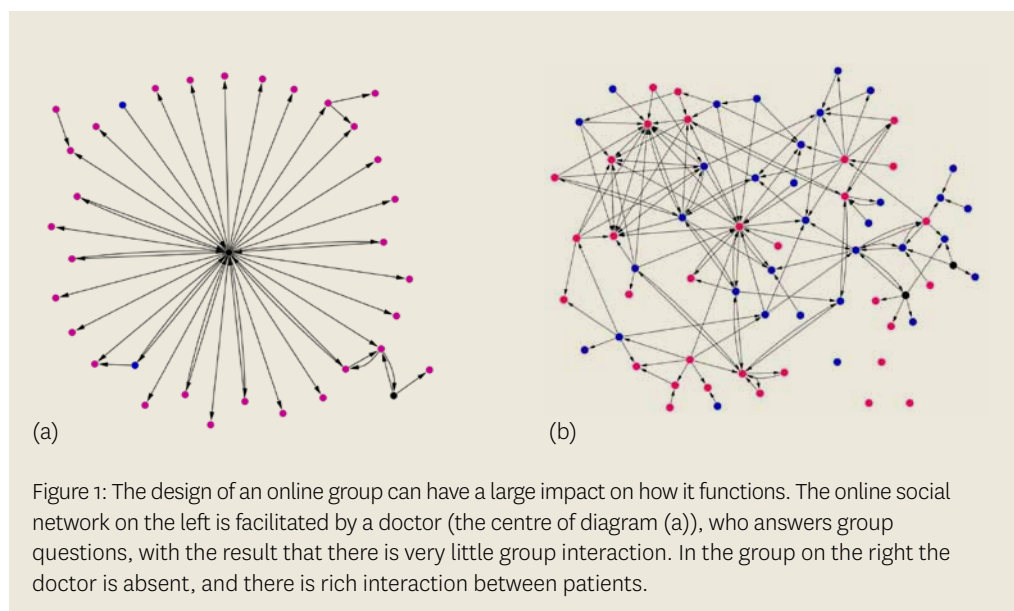 (a)
(b)
Figure 1: The design of an online group can have a large impact on how it functions. The online social
network on the left is facilitated by a doctor (the centre of diagram (a)), who answers group
questions, with the result that there is very little group interaction. In the group on the right the
doctor is absent, and there is rich interaction between patients.